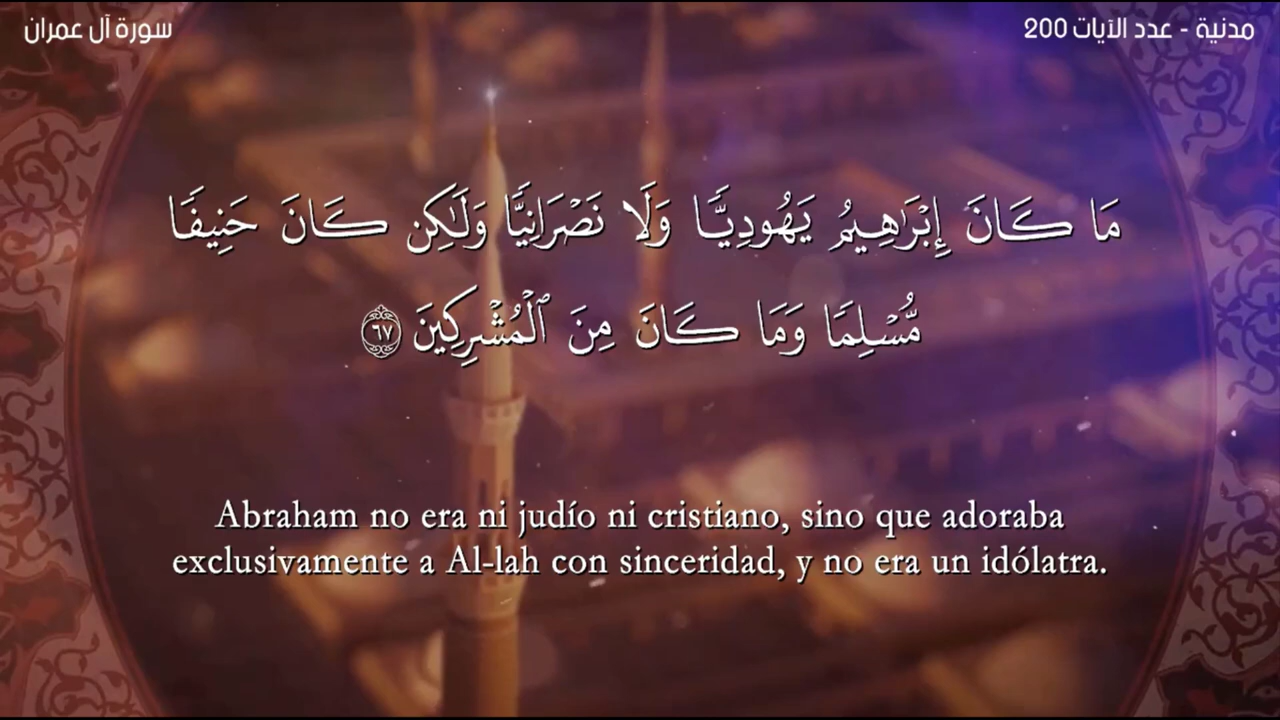 سورة آل عمران
مدنية - عدد الآيات 200
مَا كَانَ إِبْرَٰهِيمُ يَهُودِيًّا وَلَا نَصْرَانِيًّا وَلَٰكِن كَانَ حَنِيفًا
مُّسْلِمًا وَمَا كَانَ مِنَ ٱلْمُشْرِكِينَ ٦٧
Abraham no era ni judío ni cristiano, sino que adoraba
exclusivamente a Al-lah con sinceridad, y no era un idólatra.